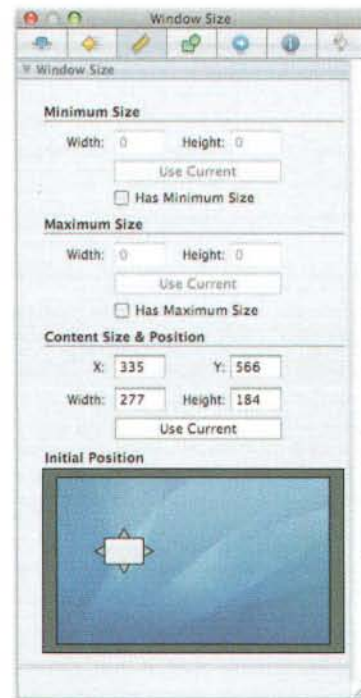 Window Size
Window Size
Minimum Size
Width: 0 Height: 0
Use Current
Has Minimum Size
Maximum Size
Width: 0 Height: 0
Use Current
Has Maximum Size
Content Size & Position
X: 335 Y: 566
Width: 277 Height: 184
Use Current
Initial Position